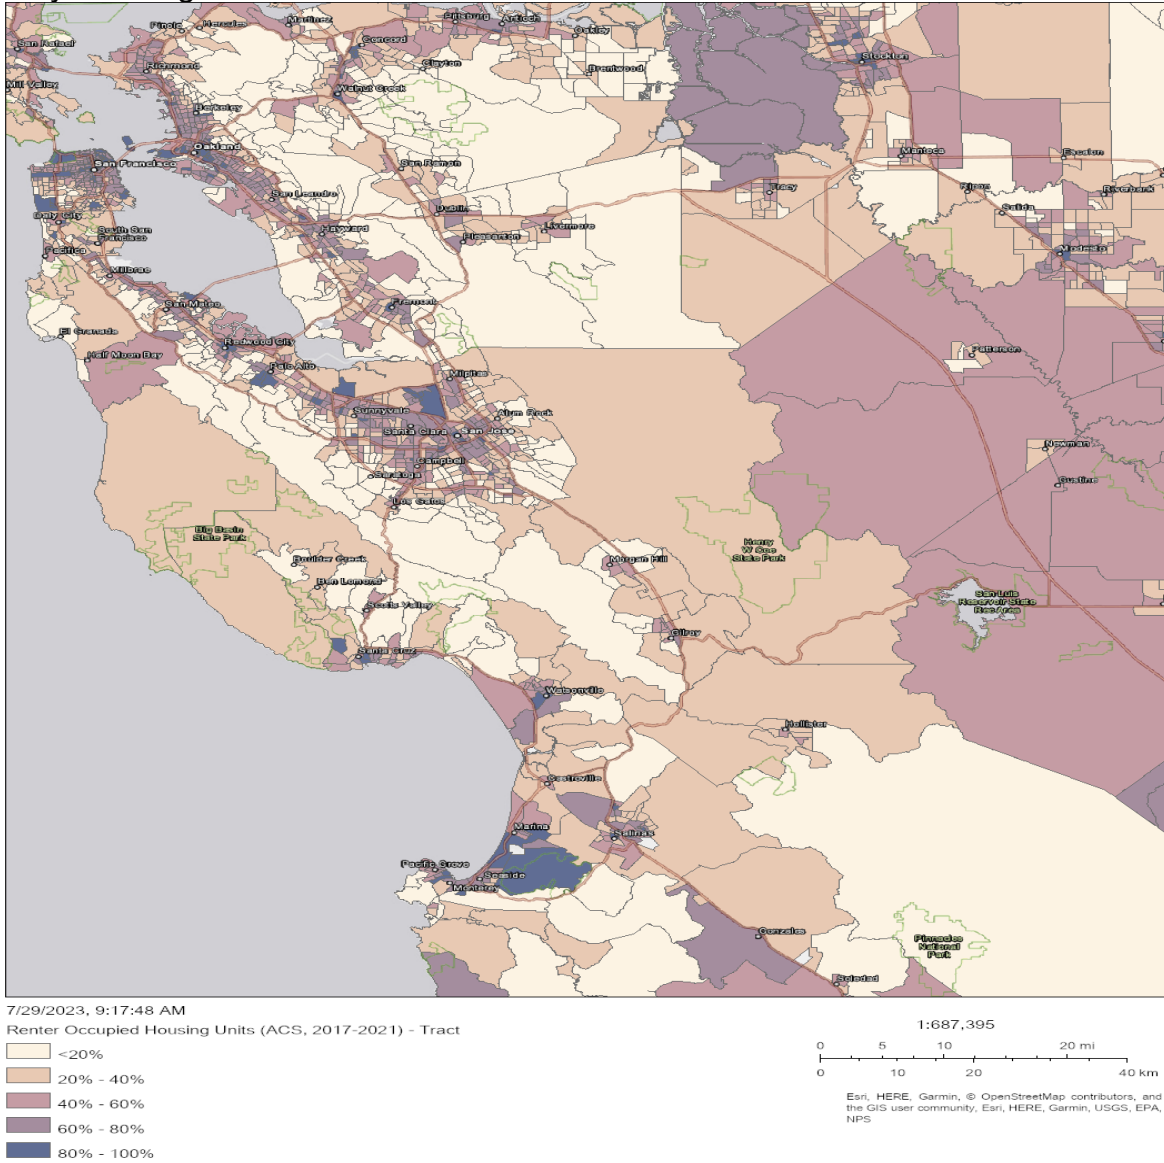 Pinole
Hercules
Martinez
Pittsburg
Antioch
Oakley
San Rafael
Concord
Stockton
Richmond
Clayton
Brentwood
Mill Valley
Walnut Creek
Berkeley
Oakland
Manteca
Escalon
San Francisco
San Ramon
Tracy
Ripon
Riverbank
San Leandro
Dublin
Salida
Daly City
Livermore
South San
Francisco
Hayward
Pleasanton
Pacifica
Modesto
Millbrae
San Mateo
Fremont
El Granada
Redwood City
Half Moon Bay
Patterson
Palo Alto
Milpitas
Sunnyvale
Alum Rock
Santa Clara
San Jose
Newman
Campbell
Saratoga
Gustine
Los Gatos
Big Basin
State Park
Henry
W Coe
State Park
Boulder Creek
Morgan Hill
Ben Lomond
San Luis
Reservoir State
Rec Area
Scotts Valley
Gilroy
Santa Cruz
Watsonville
Hollister
Castroville
Marina
Salinas
Pacific Grove
Seaside
Monterey
Gonzales
Pinnacles
National
Park
Soledad
7/29/2023, 9:17:48 AM
Renter Occupied Housing Units (ACS, 2017-2021) - Tract
<20%
20% - 40%
40% - 60%
60% - 80%
80% - 100%
1:687,395
0 5 10 20 mi
0 10 20 40 km
Esri, HERE, Garmin, © OpenStreetMap contributors, and
the GIS user community, Esri, HERE, Garmin, USGS, EPA,
NPS